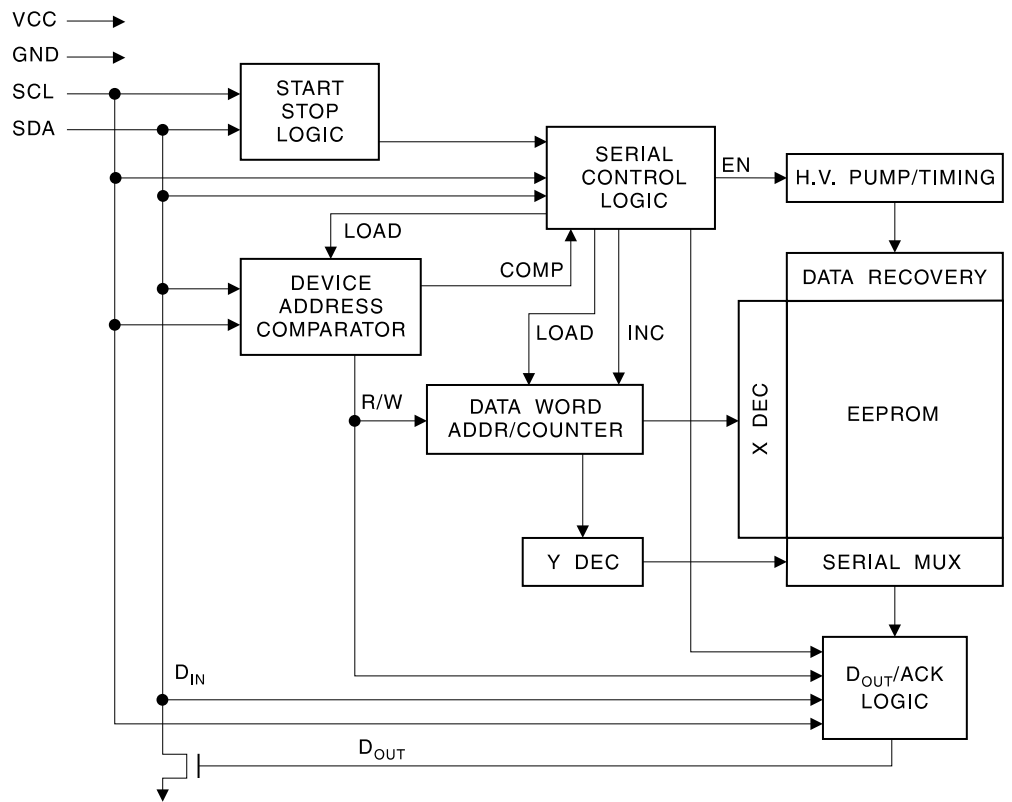 VCC
GND
SCL
SDA
START
STOP
LOGIC
SERIAL
CONTROL
LOGIC
EN
H.V. PUMP/TIMING
LOAD
COMP
DEVICE
ADDRESS
COMPARATOR
DATA RECOVERY
LOAD
INC
R/W
DATA WORD
ADDR/COUNTER
X DEC
EEPROM
Y DEC
SERIAL MUX
DIN
DOUT/ACK
LOGIC
DOUT